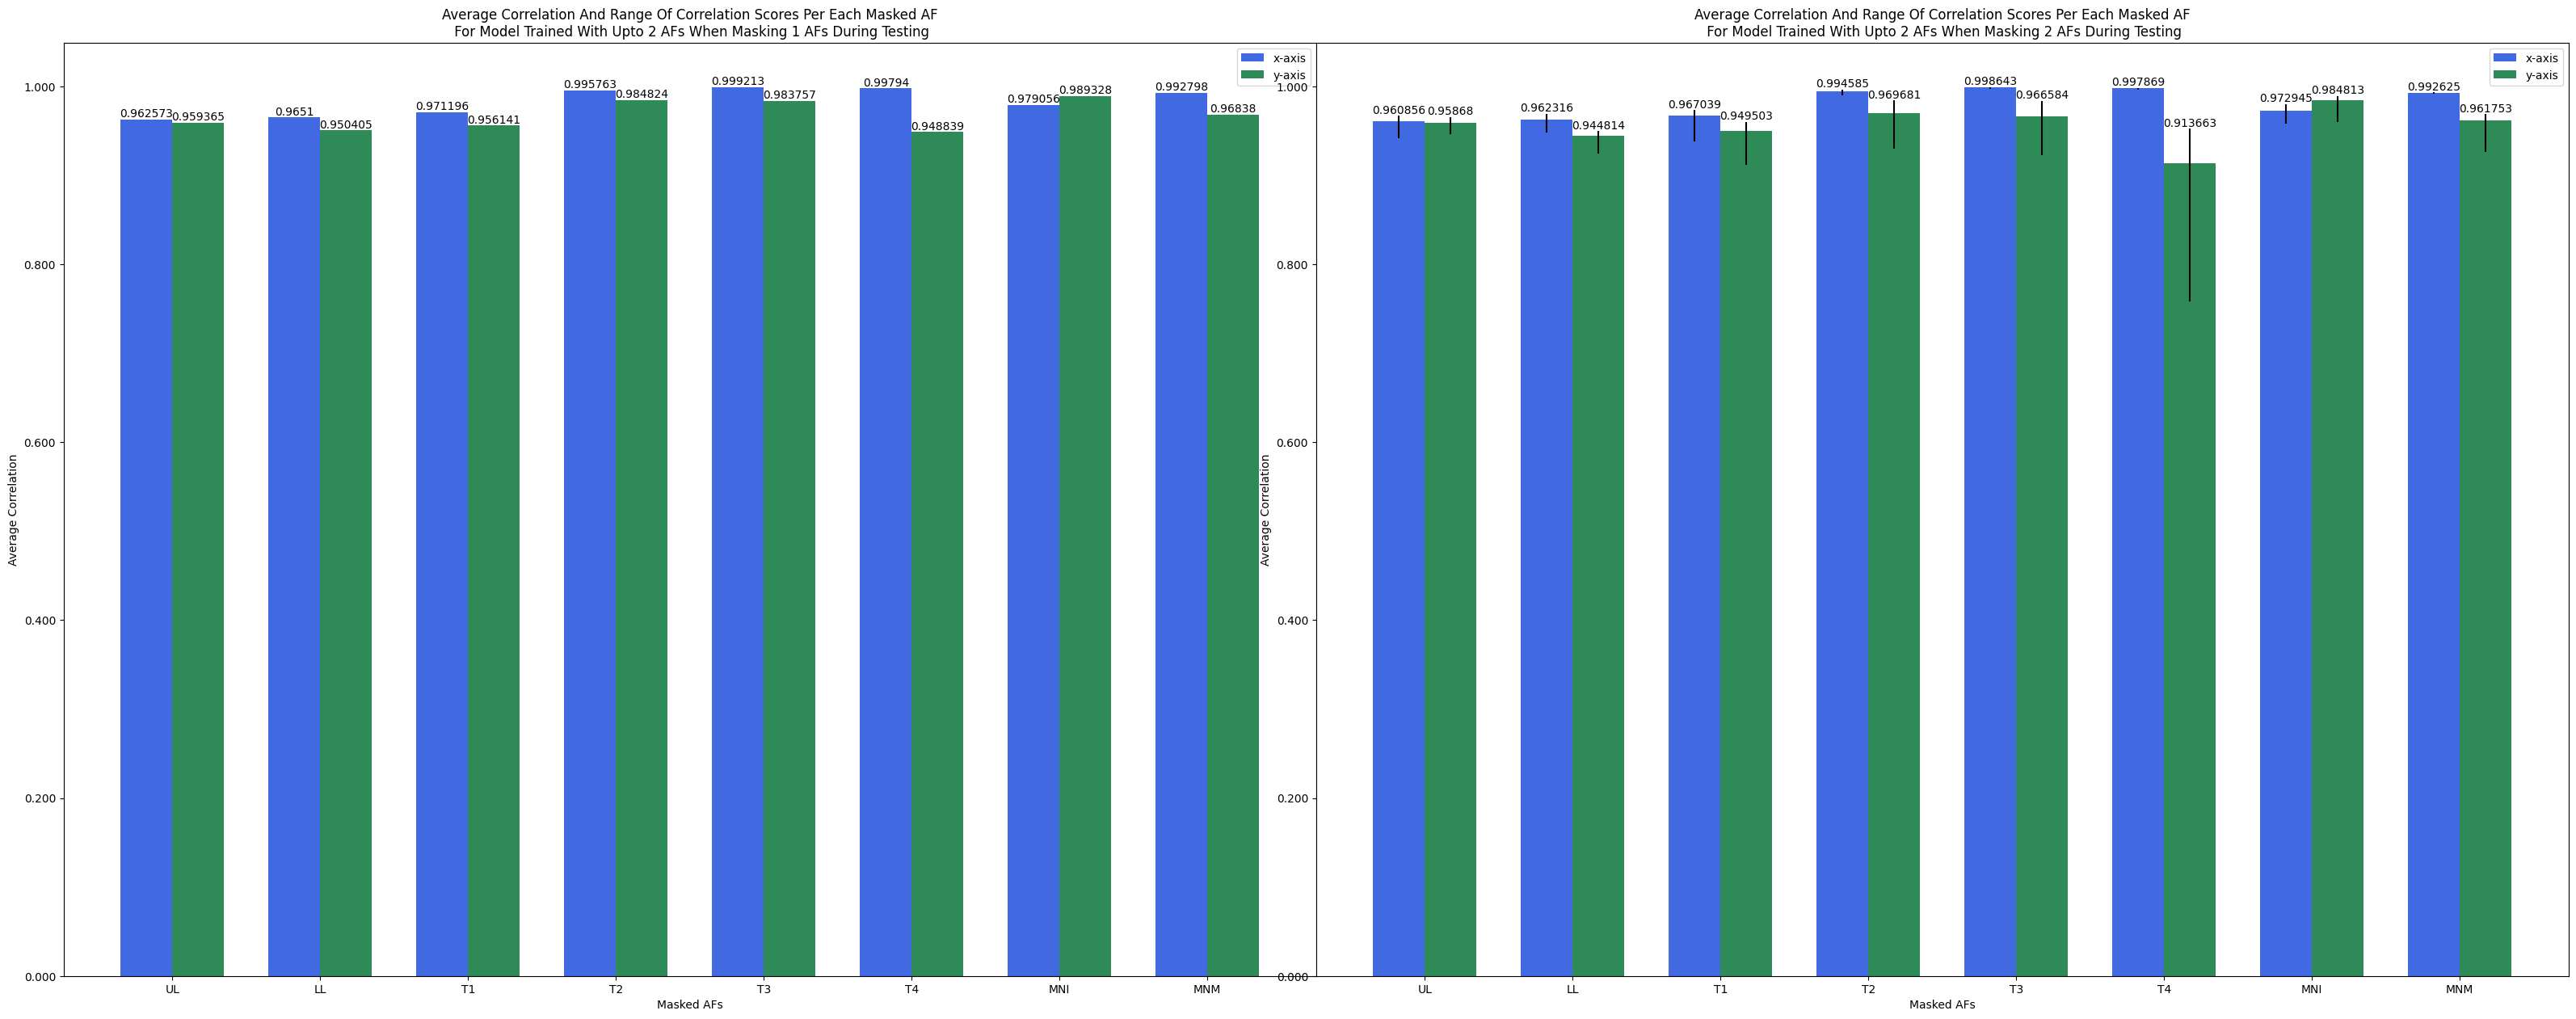 Average Correlation And Range Of Correlation Scores Per Each Masked AF
For Model Trained With Upto 2 AFs When Masking 1 AFs During Testing
x-axis
y-axis
1.000
0.800
0.600
0.400
0.200
0.000
Average Correlation
0.962573
0.959365
0.9651
0.950405
0.971196
0.956141
0.995763
0.984824
0.999213
0.983757
0.99794
0.948839
0.979056
0.989328
0.992798
0.96838
UL
LL
T1
T2
T3
T4
MNI
MNM
Masked AFs
Average Correlation And Range Of Correlation Scores Per Each Masked AF
For Model Trained With Upto 2 AFs When Masking 2 AFs During Testing
x-axis
y-axis
1.000
0.800
0.600
0.400
0.200
0.000
Average Correlation
0.960856
0.95868
0.962316
0.944814
0.967039
0.949503
0.994585
0.969681
0.998643
0.966584
0.997869
0.913663
0.972945
0.984813
0.992625
0.961753
UL
LL
T1
T2
T3
T4
MNI
MNM
Masked AFs